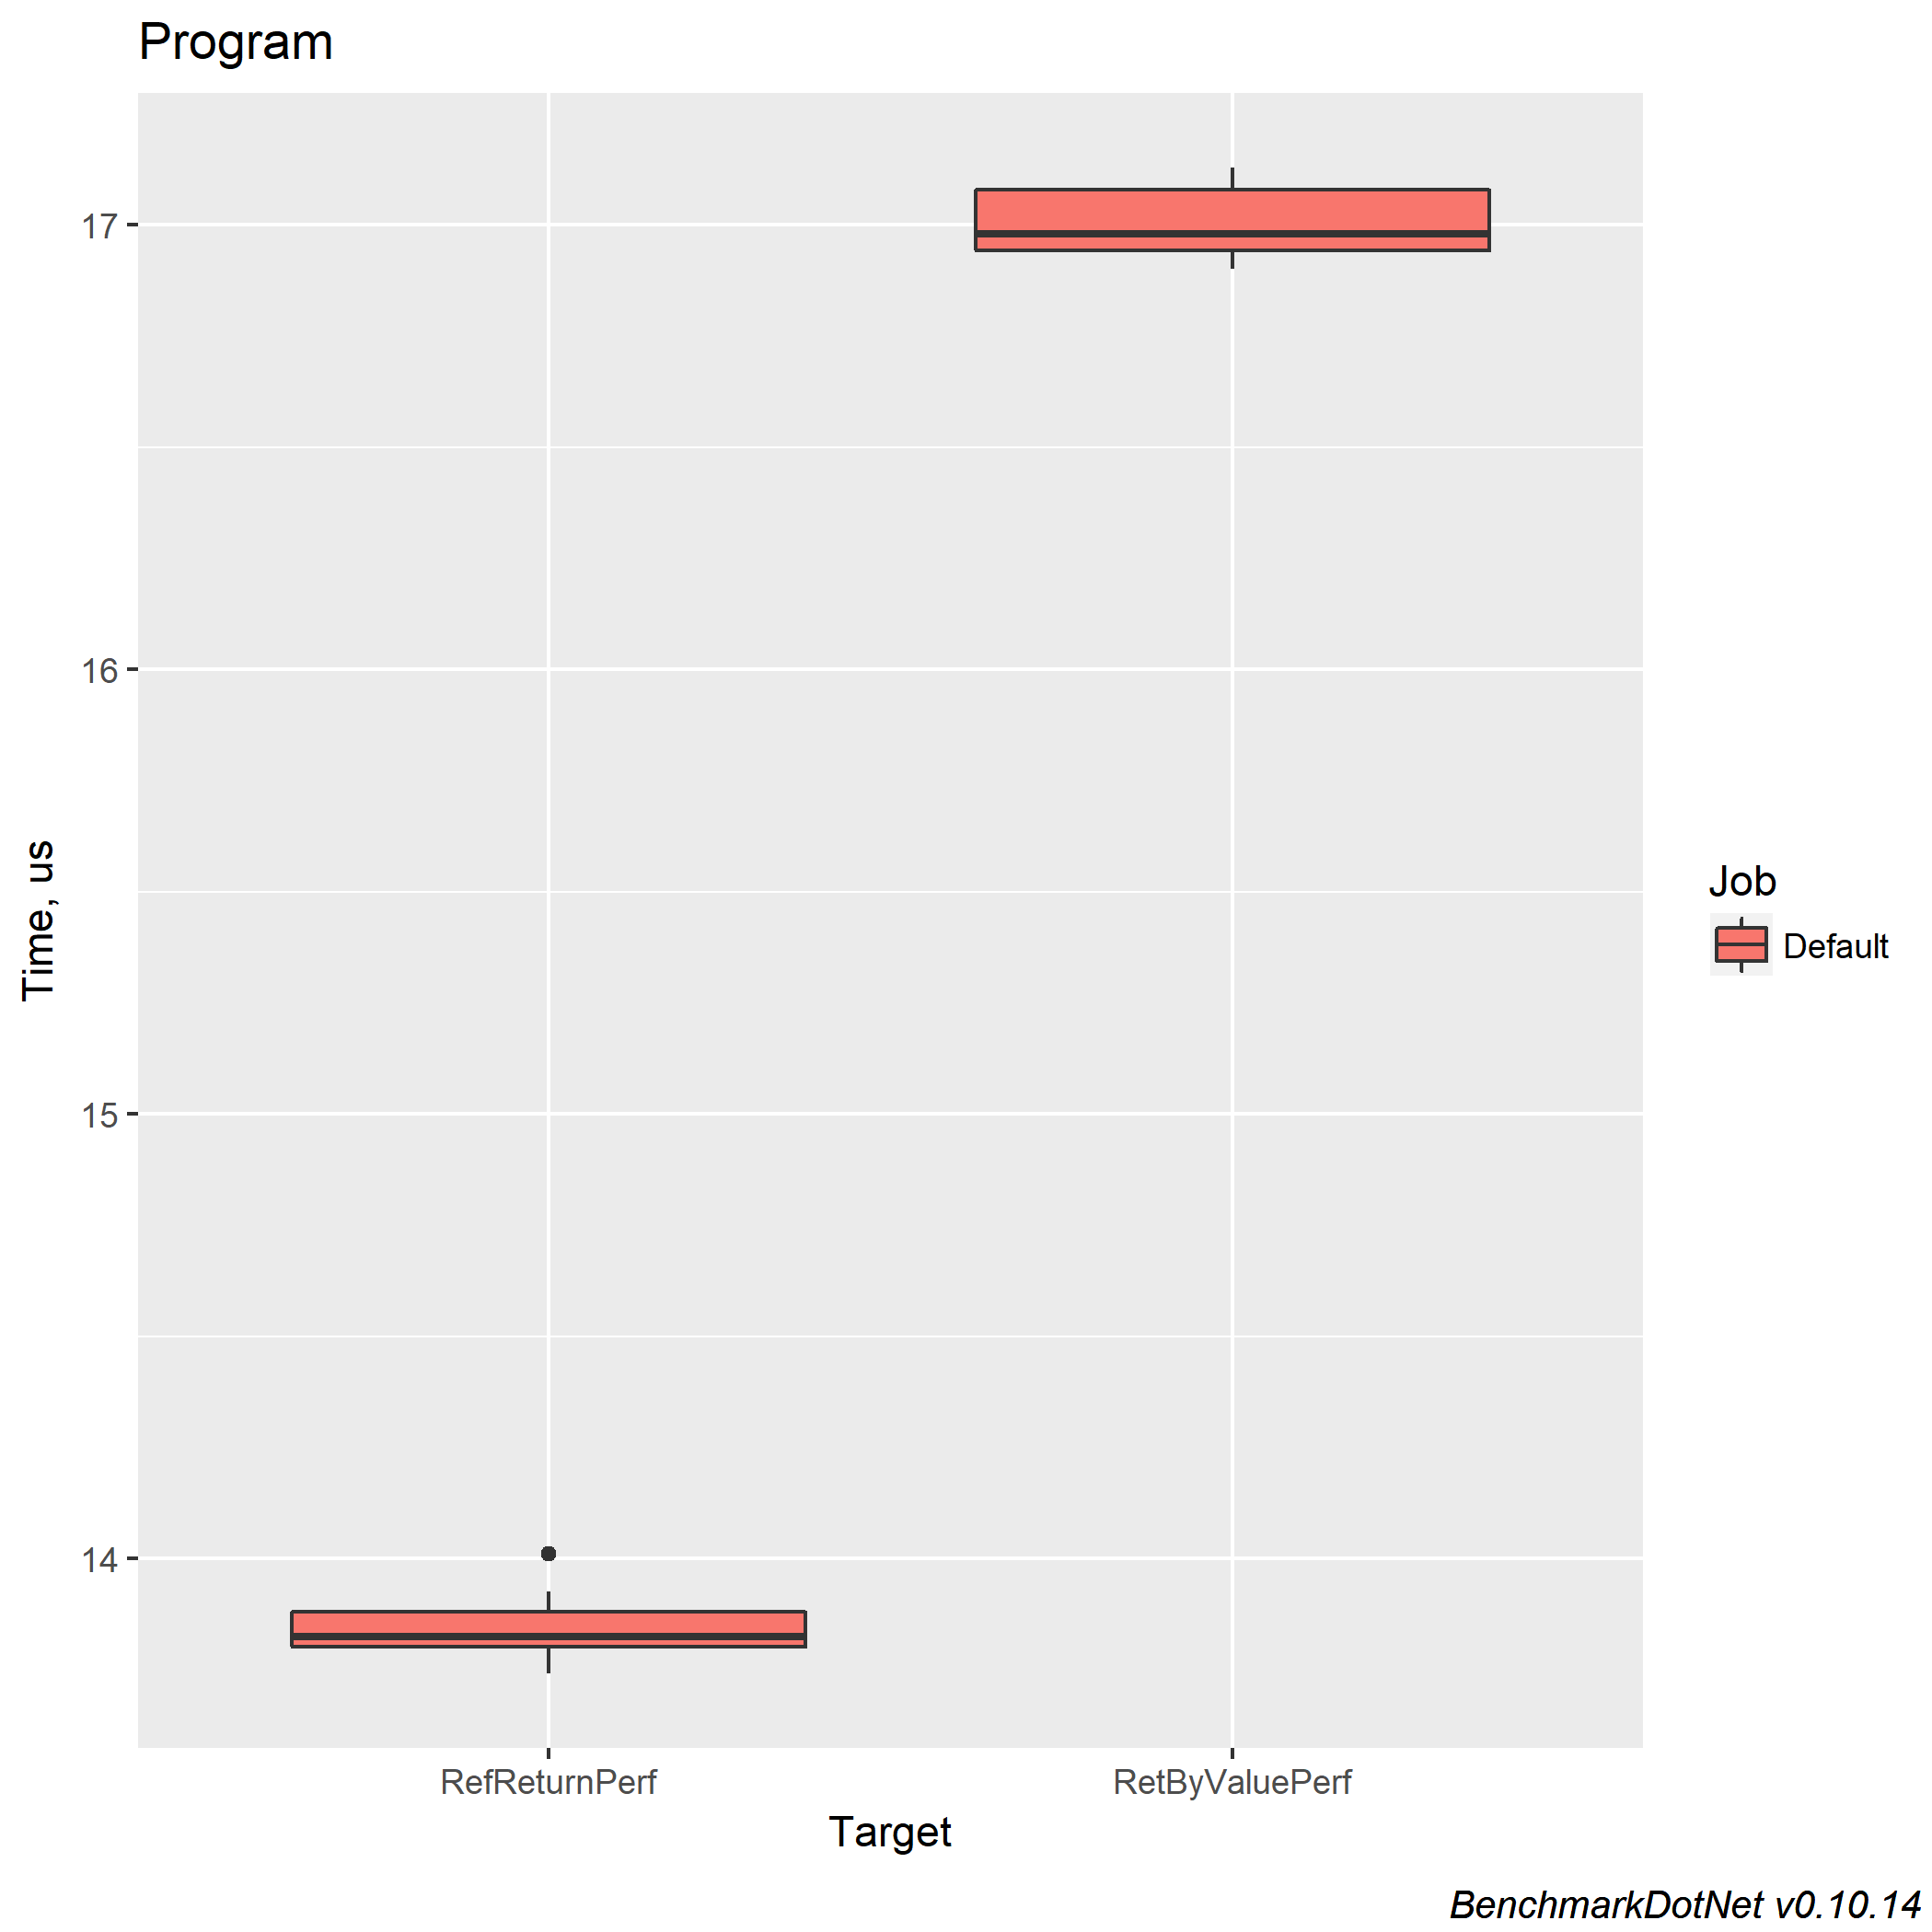 Program
17
16
15
14
Time, us
RefReturnPerf
RetByValuePerf
Target
Job
Default
BenchmarkDotNet v0.10.14